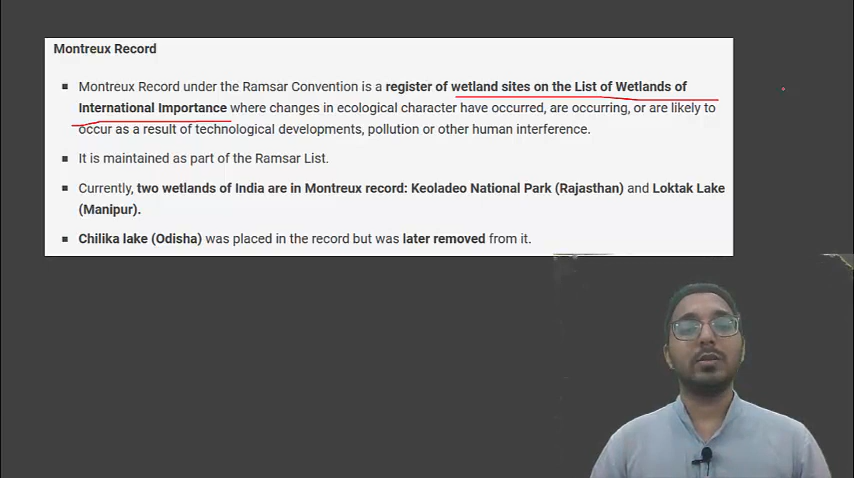 Montreux Record
▪ Montreux Record under the Ramsar Convention is a register of wetland sites on the List of Wetlands of
International Importance where changes in ecological character have occurred, are occurring, or are likely to
occur as a result of technological developments, pollution or other human interference.
▪ It is maintained as part of the Ramsar List.
▪ Currently, two wetlands of India are in Montreux record: Keoladeo National Park (Rajasthan) and Loktak Lake
(Manipur).
▪ Chilika lake (Odisha) was placed in the record but was later removed from it.